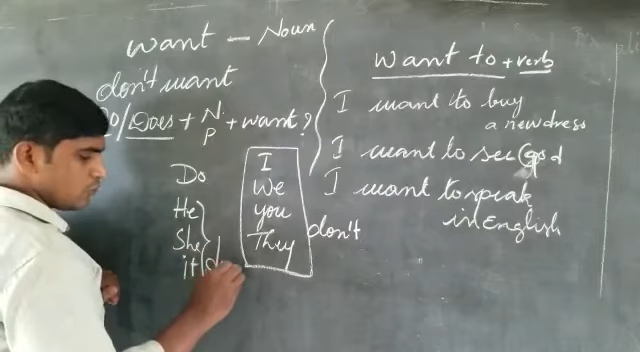 want — Noun
don't want
Do/Does + N + want?
P
Do
He
She
it d
I
We
you
They don't
want to + verb
I want to buy
a new dress
I want to see God
I want to speak
in English